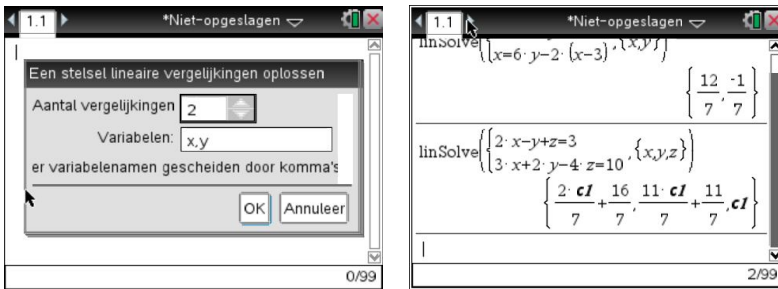 1.1 *Niet-opgeslagen
Een stelsel lineaire vergelijkingen oplossen
Aantal vergelijkingen 2
Variabelen: x,y
er variabelenamen gescheiden door komma's
OK Annuleer
0/99
1.1 *Niet-opgeslagen
linSolve({x=6·y-2·(x-3) ,{x,y})
{12/7, -1/7}
linSolve({2·x-y+z=3
3·x+2·y-4·z=10 ,{x,y,z})
{2·c1/7+16/7, 11·c1/7+11/7, c1}
2/99